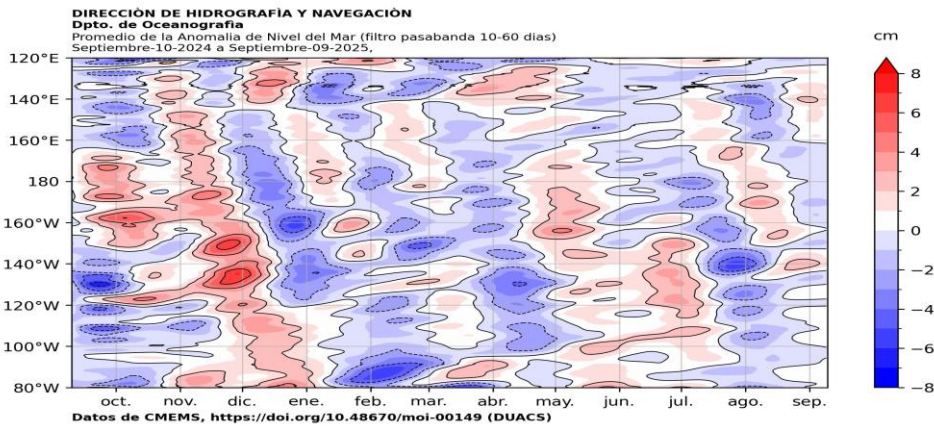 DIRECCIÒN DE HIDROGRAFÌA Y NAVEGACIÒN
Dpto. de Oceanografìa
Promedio de la Anomalia de Nivel del Mar (filtro pasabanda 10-60 dias)
Septiembre-10-2024 a Septiembre-09-2025,
cm
120°E
140°E
160°E
180
160°W
140°W
120°W
100°W
80°W
8
6
4
2
0
−2
−4
−6
−8
oct. nov. dic. ene. feb. mar. abr. may. jun. jul. ago. sep.
Datos de CMEMS, https://doi.org/10.48670/moi-00149 (DUACS)